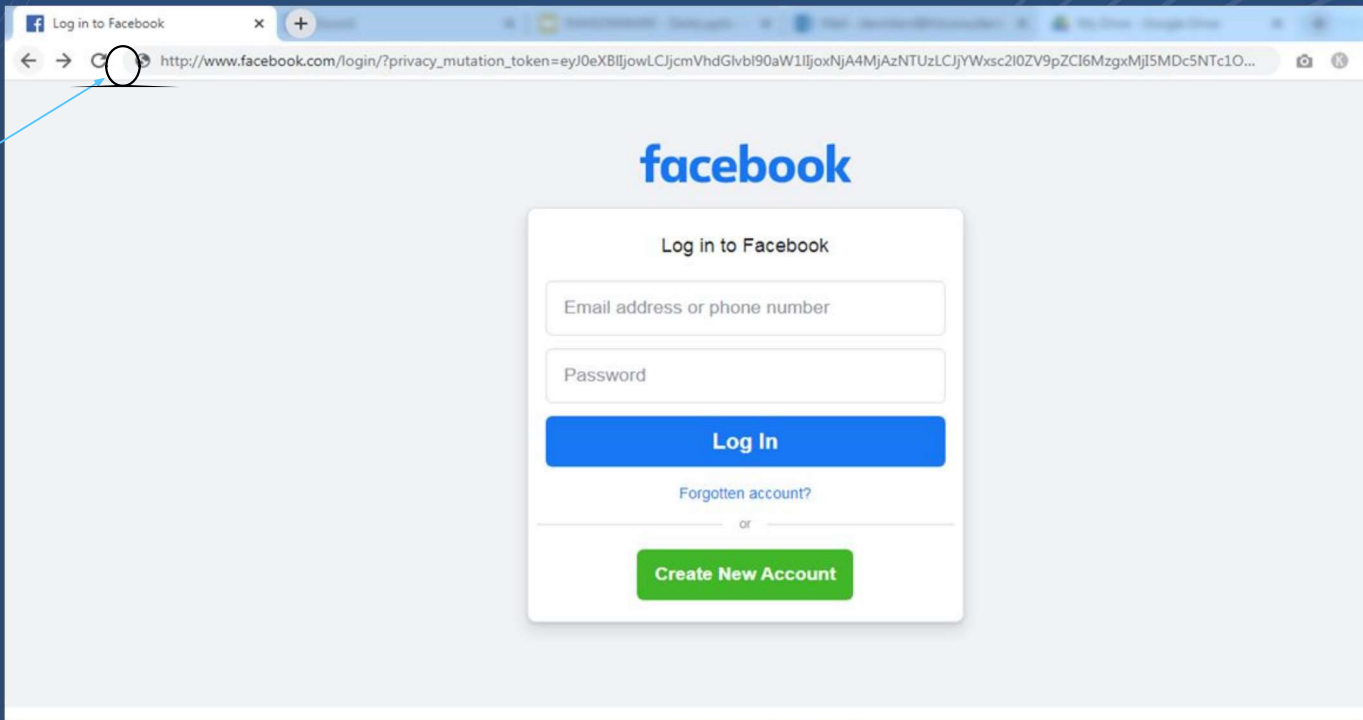 Log in to Facebook
http://www.facebook.com/login/?privacy_mutation_token=eyJ0eXBlIjowLCJjcmVhdGlvbl90aW1lIjoxNjA4MjAzNTUzLCJjYWxsc2l0ZV9pZCI6MzgxMjI5MDc5NTc1O...
facebook
Log in to Facebook
Email address or phone number
Password
Log In
Forgotten account?
or
Create New Account